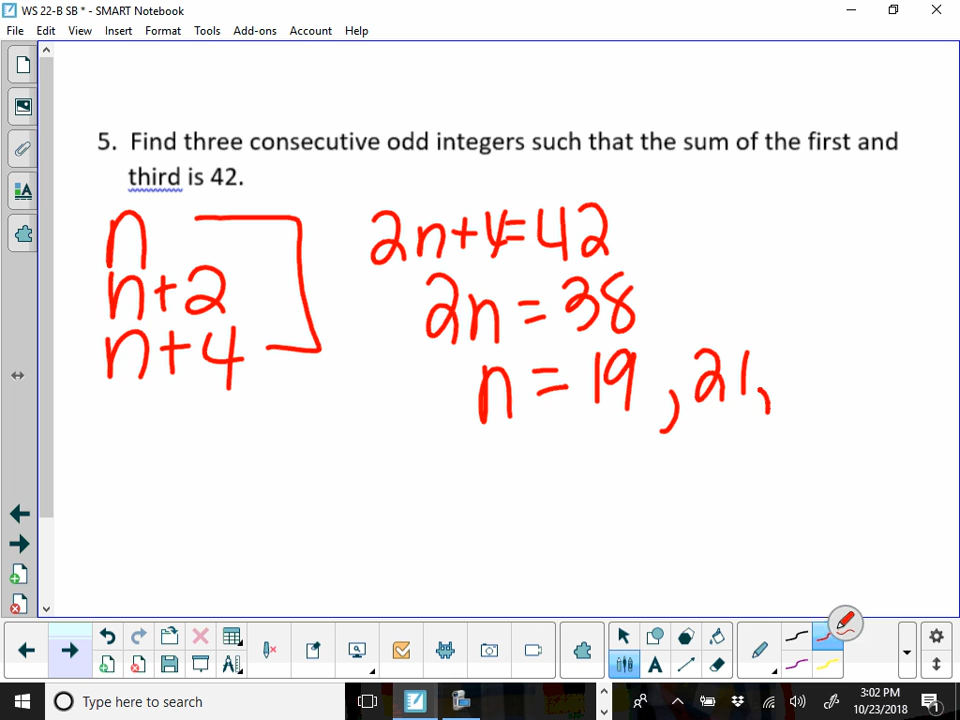 WS 22-B SB * - SMART Notebook
File Edit View Insert Format Tools Add-ons Account Help
5. Find three consecutive odd integers such that the sum of the first and
third is 42.
n
n+2
n+4
2n+4=42
2n=38
n=19, 21,
Type here to search
3:02 PM
10/23/2018
1